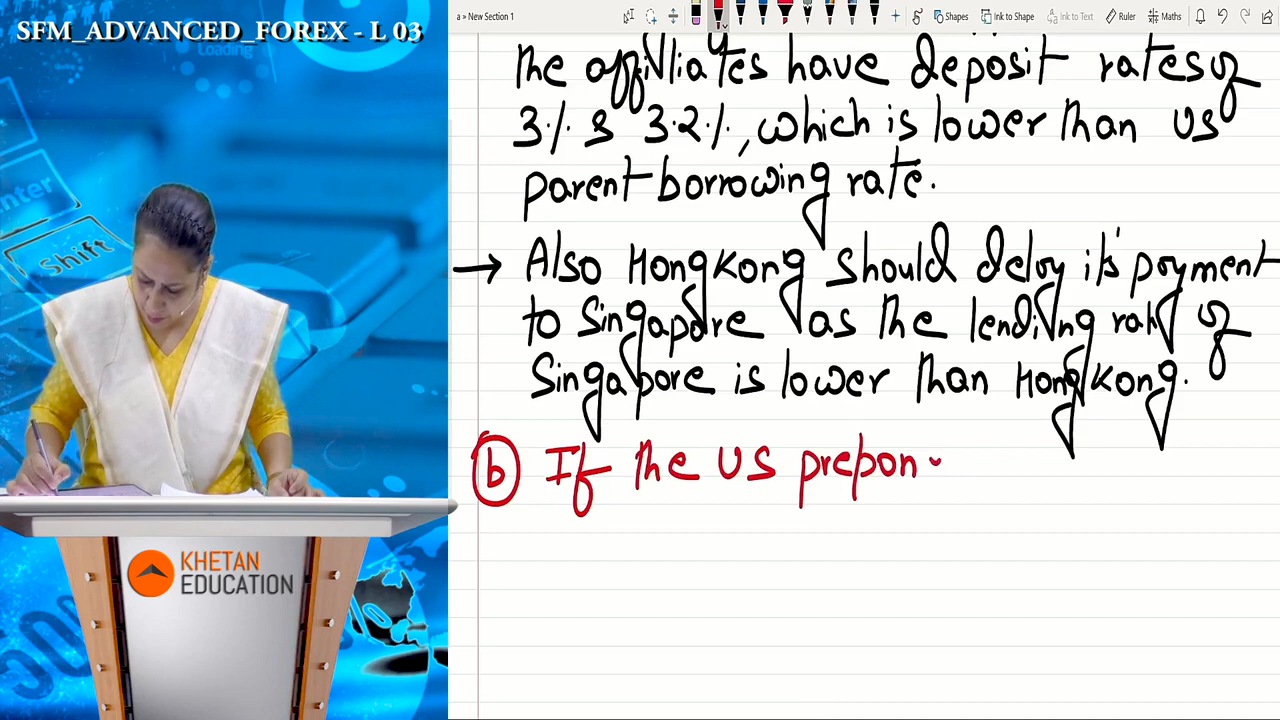 SFM_ADVANCED_FOREX - L 03
Loading
Shift
KHETAN
EDUCATION
a » New Section 1
Shapes
Ink to Shape
Ink to Text
Ruler
Maths
The affiliates have deposit rates of
3% & 3.2%, which is lower than US
parent borrowing rate.
→ Also Hongkong should delay its payment
to Singapore as the lending rate of
Singapore is lower than Hongkong.
(b) If the US prepon